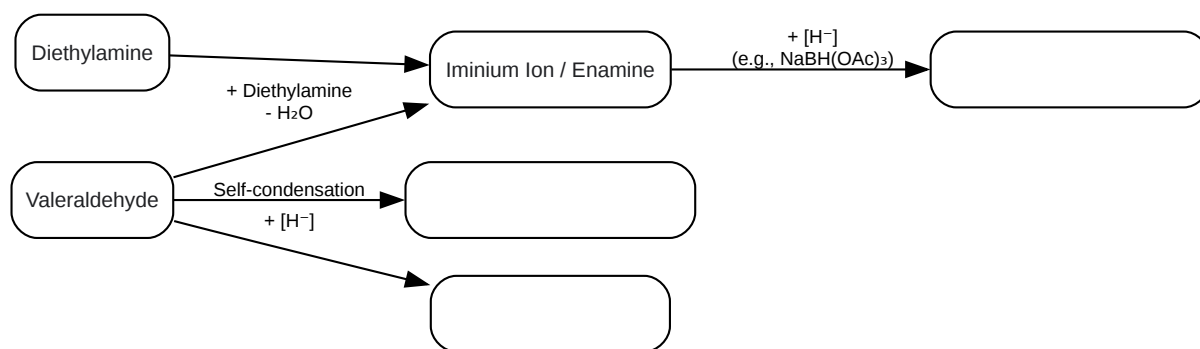 Diethylamine
+ Diethylamine
- H₂O
Iminium Ion / Enamine
+ [H⁻]
(e.g., NaBH(OAc)₃)
Valeraldehyde
Self-condensation
+ [H⁻]